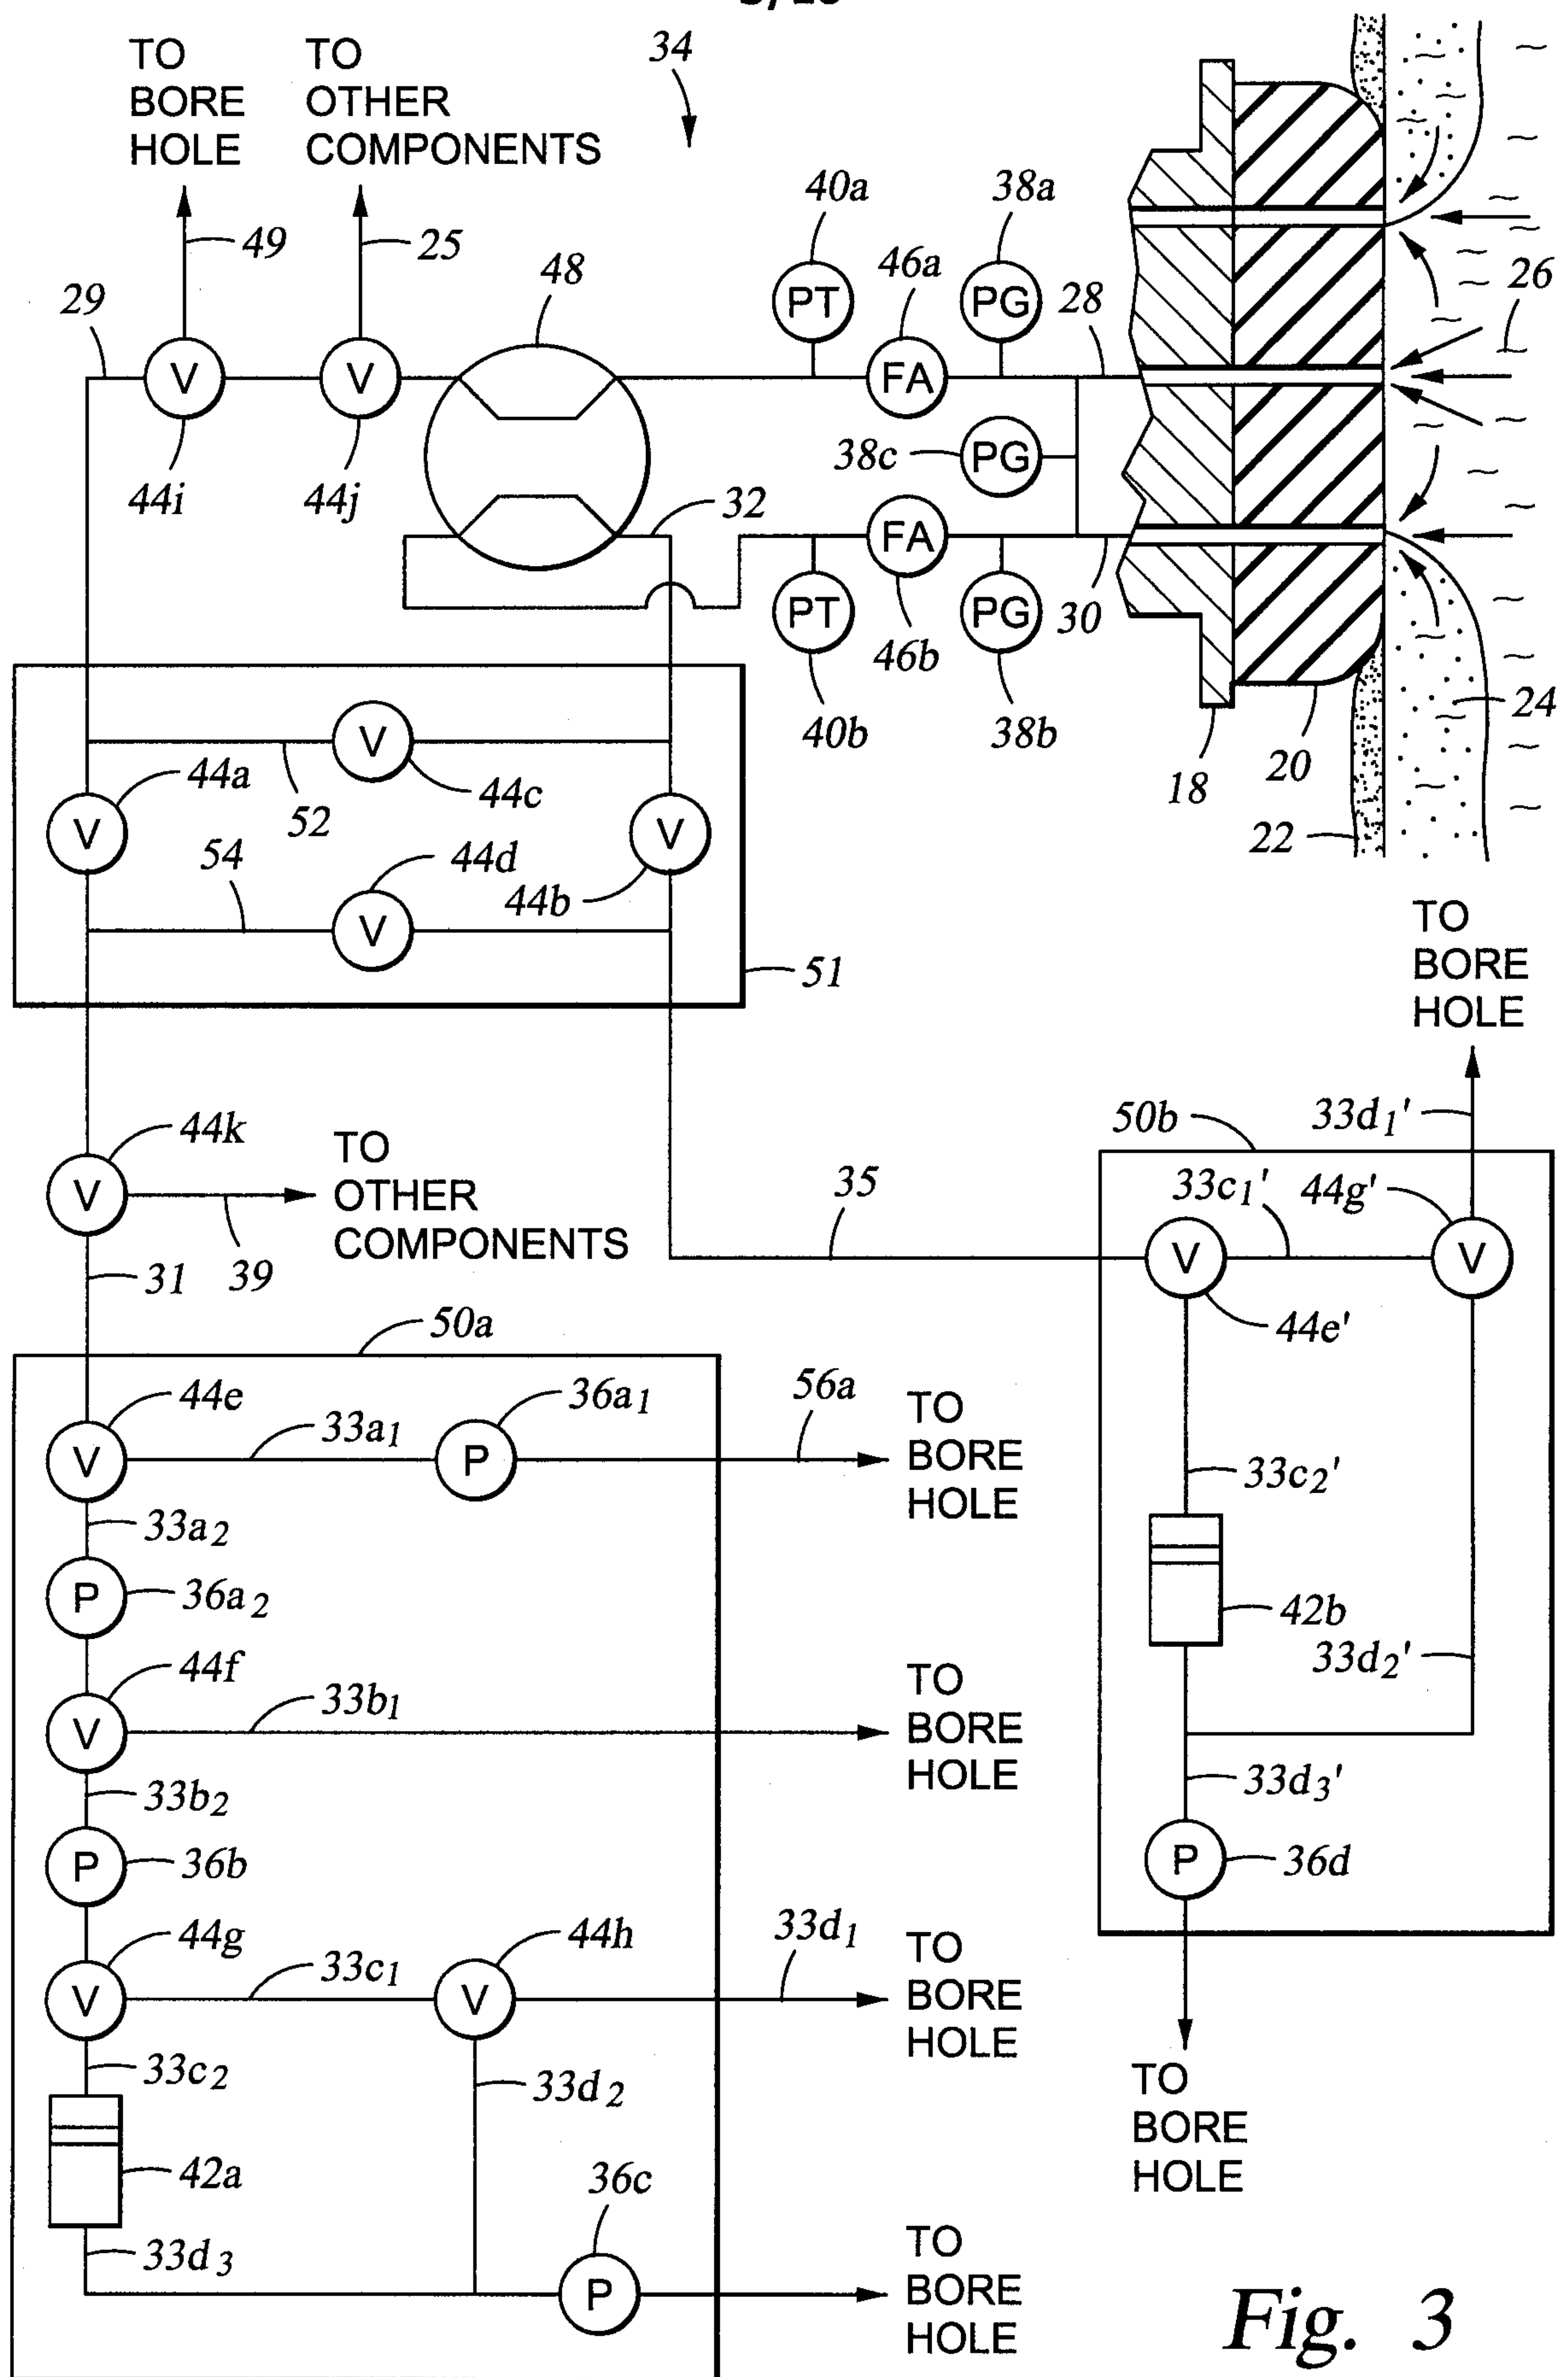 TO
BORE
HOLE
TO
OTHER
COMPONENTS
34
49
25
48
29
40a
46a
38a
28
26
PT
FA
PG
V
V
44i
44j
38c
PG
32
FA
PT
PG
30
40b
46b
38b
18
20
22
24
44a
V
44c
52
V
V
54
44d
44b
V
51
TO
BORE
HOLE
44k
V
TO
OTHER
COMPONENTS
39
31
35
50b
33d1'
33c1'
44g'
V
V
44e'
33c2'
42b
33d2'
33d3'
P
36d
TO
BORE
HOLE
50a
44e
V
33a1
36a1
P
56a
TO
BORE
HOLE
33a2
P
36a2
44f
V
33b1
TO
BORE
HOLE
33b2
P
36b
44g
V
33c1
44h
V
33d1
TO
BORE
HOLE
33c2
33d2
42a
36c
33d3
P
TO
BORE
HOLE
Fig. 3